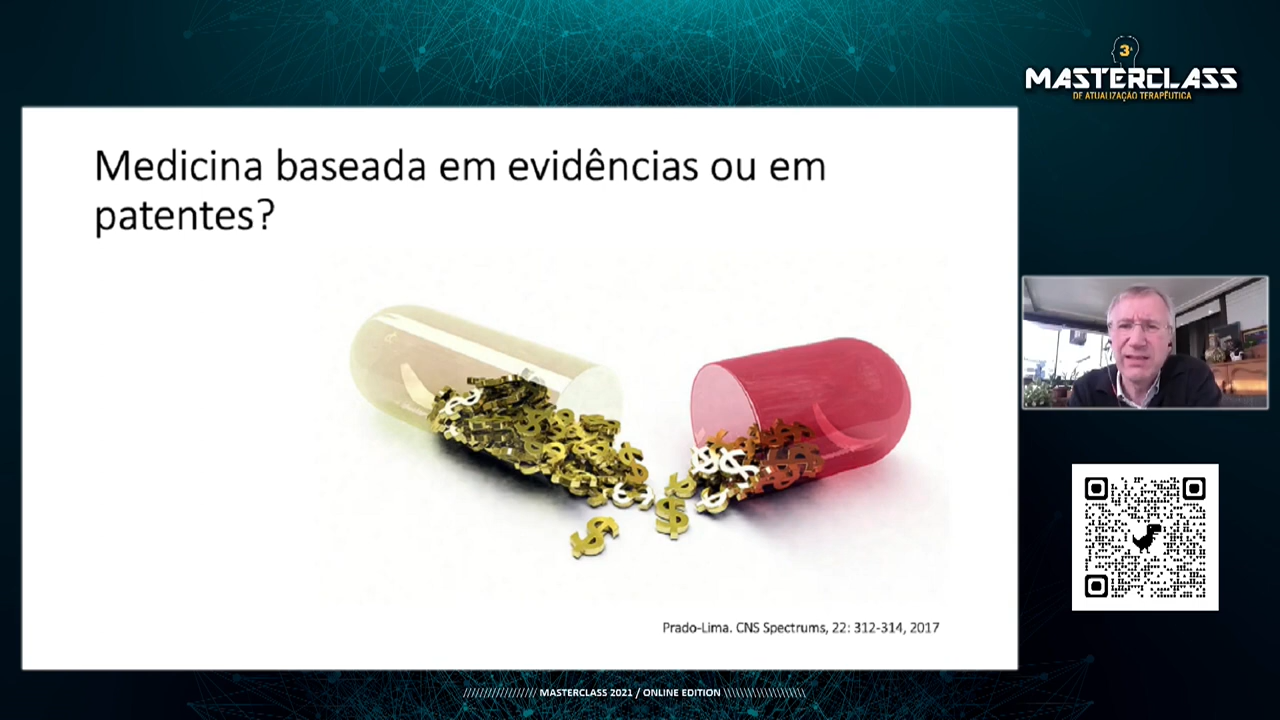 3ª
MASTERCLASS
DE ATUALIZAÇÃO TERAPÊUTICA
Medicina baseada em evidências ou em
patentes?
Prado-Lima. CNS Spectrums, 22: 312-314, 2017
////////////////// MASTERCLASS 2021 / ONLINE EDITION \\\\\\\\\\\\\\\\\\\\